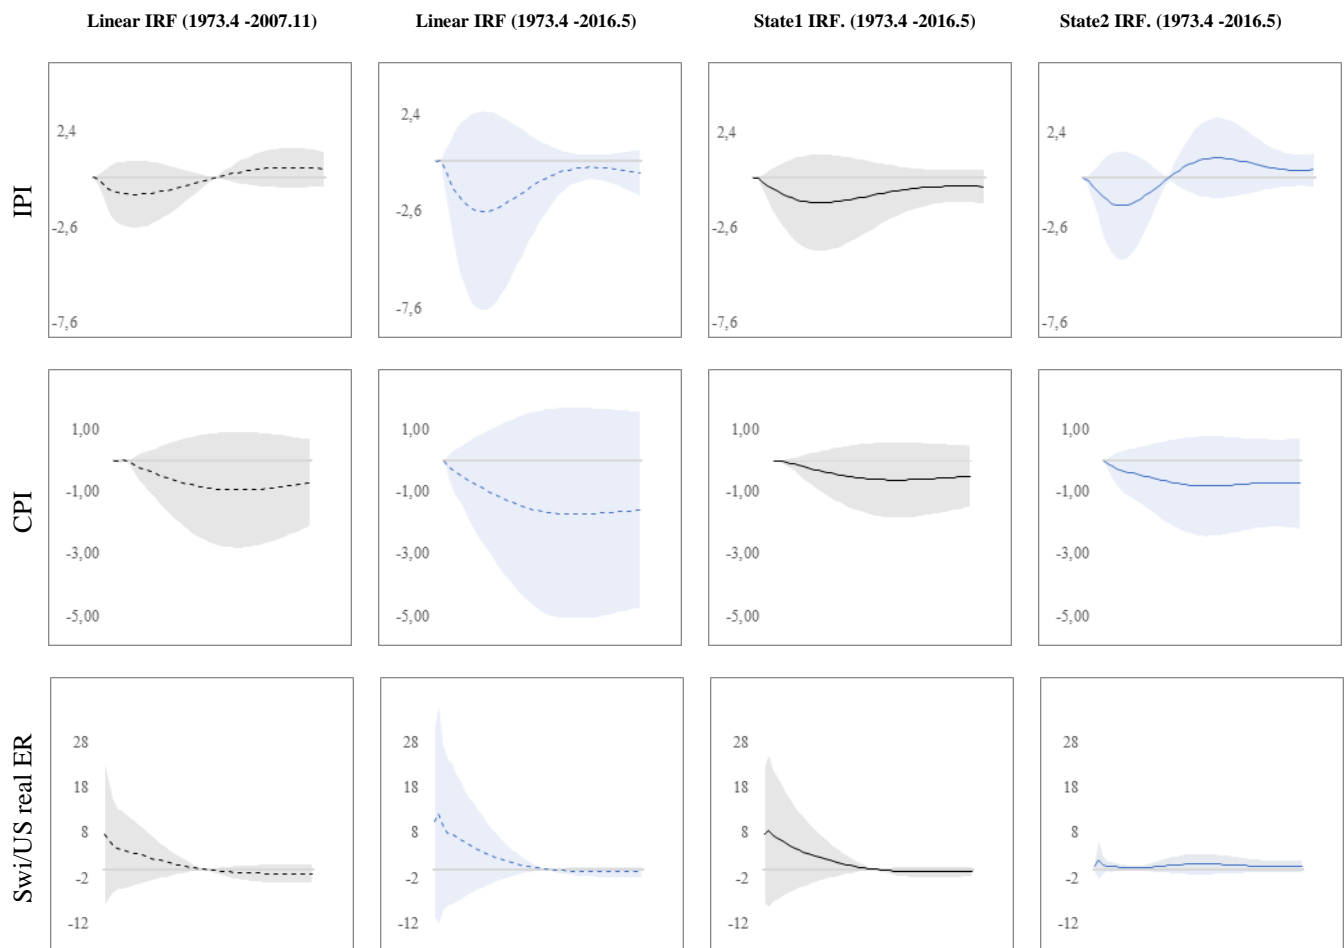 Linear IRF (1973.4 -2007.11) Linear IRF (1973.4 -2016.5) State1 IRF. (1973.4 -2016.5) State2 IRF. (1973.4 -2016.5)
IPI
2,4 2,4 2,4 2,4
-2,6 -2,6 -2,6 -2,6
-7,6 -7,6 -7,6 -7,6
CPI
1,00 1,00 1,00 1,00
-1,00 -1,00 -1,00 -1,00
-3,00 -3,00 -3,00 -3,00
-5,00 -5,00 -5,00 -5,00
Swi/US real ER
28 28 28 28
18 18 18 18
8 8 8 8
-2 -2 -2 -2
-12 -12 -12 -12